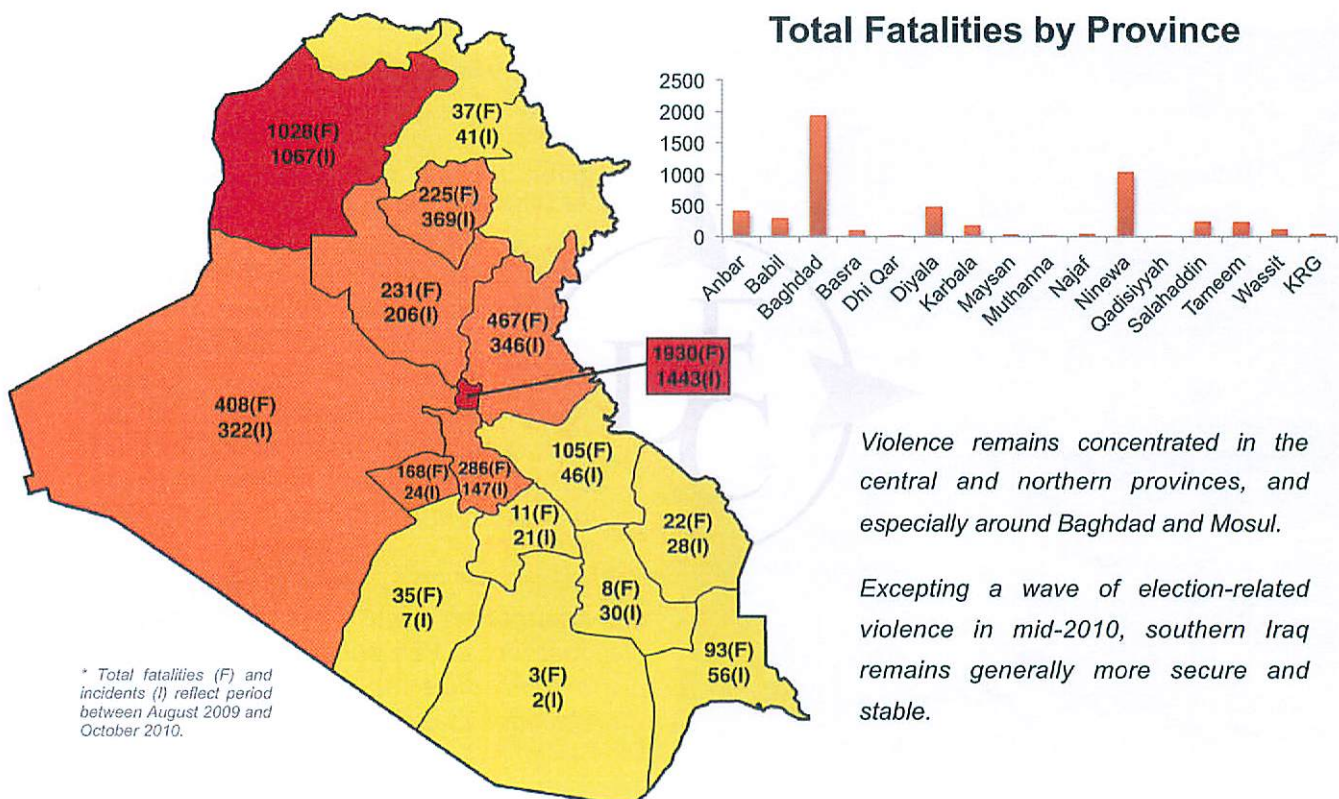 Total Fatalities by Province
2500
2000
1500
1000
500
0
Anbar
Babil
Baghdad
Basra
Dhi Qar
Diyala
Karbala
Maysan
Muthanna
Najaf
Ninewa
Qadisiyyah
Salahaddin
Tameem
Wassit
KRG
1028(F)
1067(I)
37(F)
41(I)
225(F)
369(I)
231(F)
206(I)
467(F)
346(I)
1930(F)
1443(I)
408(F)
322(I)
168(F)
24(I)
286(F)
147(I)
105(F)
46(I)
11(F)
21(I)
22(F)
28(I)
35(F)
7(I)
8(F)
30(I)
3(F)
2(I)
93(F)
56(I)
Violence remains concentrated in the
central and northern provinces, and
especially around Baghdad and Mosul.
Excepting a wave of election-related
violence in mid-2010, southern Iraq
remains generally more secure and
stable.
* Total fatalities (F) and
incidents (I) reflect period
between August 2009 and
October 2010.